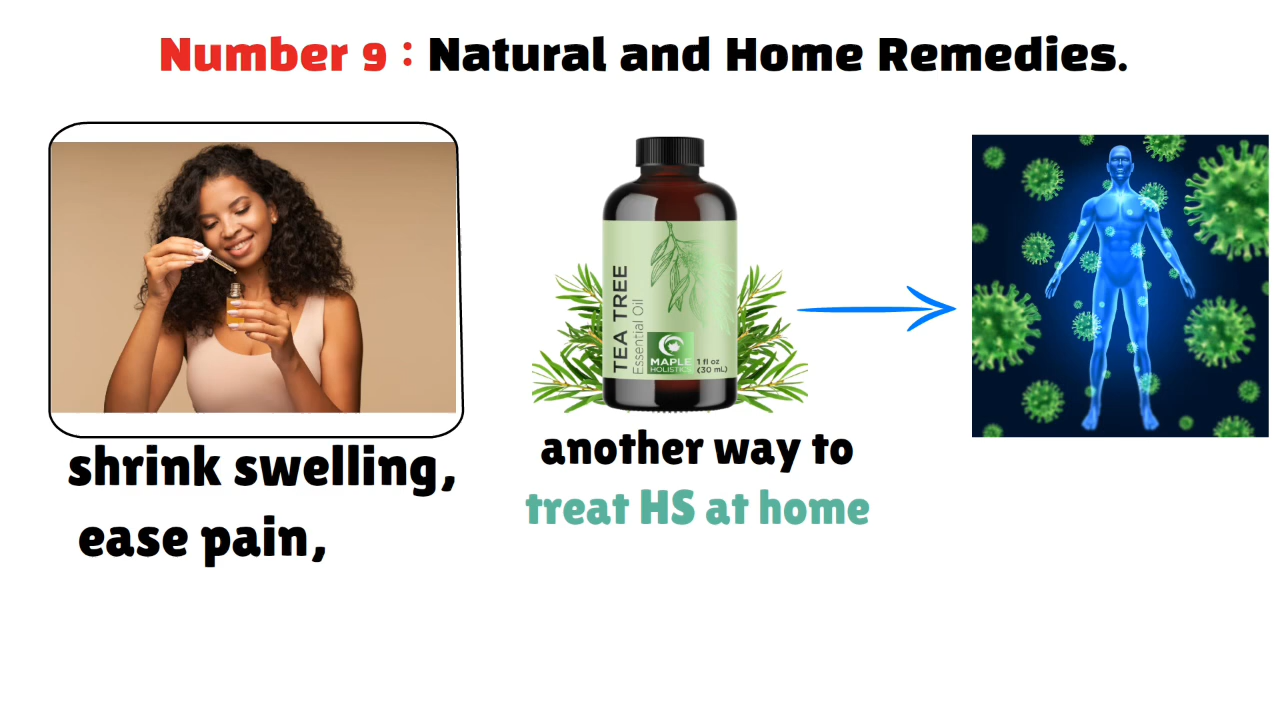 Number 9 : Natural and Home Remedies.
TEA TREE
Essential Oil
MAPLE
HOLISTICS
1 fl oz
(30 mL)
shrink swelling,
ease pain,
another way to
treat HS at home